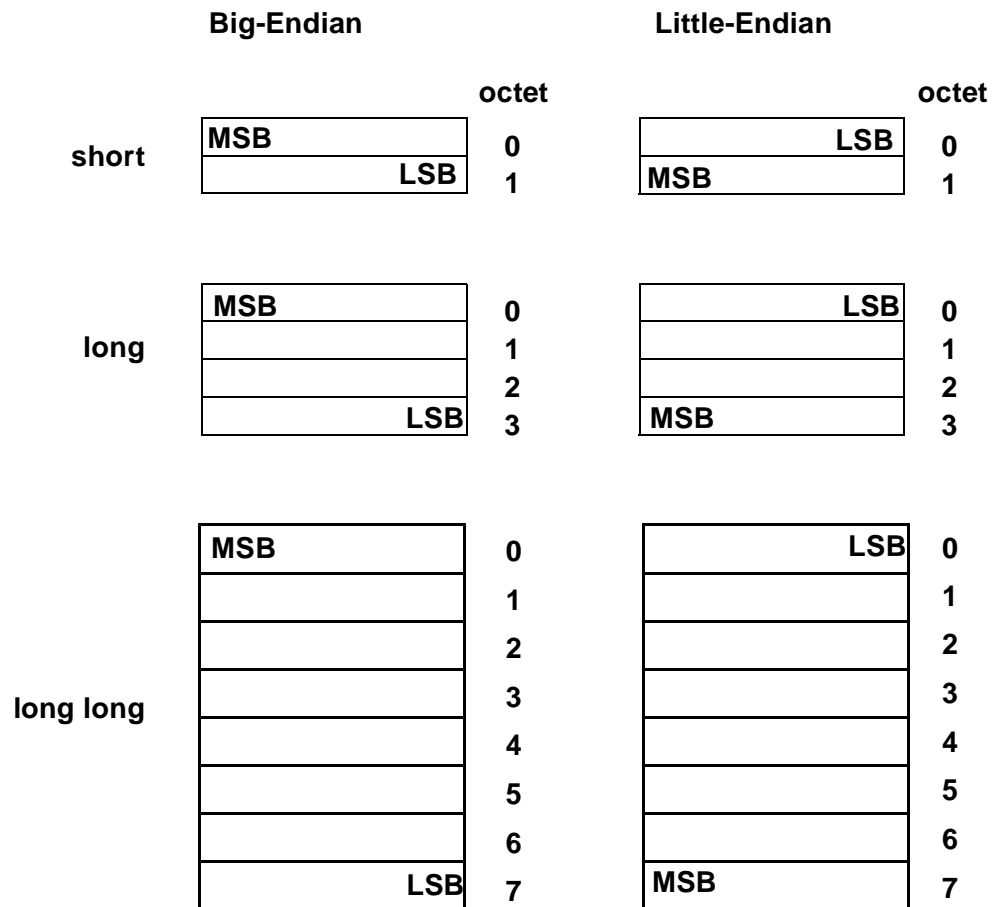 Big-Endian Little-Endian
octet octet
MSB LSB 0 0
short
LSB 1 MSB 1
MSB 0 LSB 0
long 1 1
2 2
LSB 3 MSB 3
MSB 0 LSB 0
1 1
2 2
3 3
long long
4 4
5 5
6 6
LSB 7 MSB 7